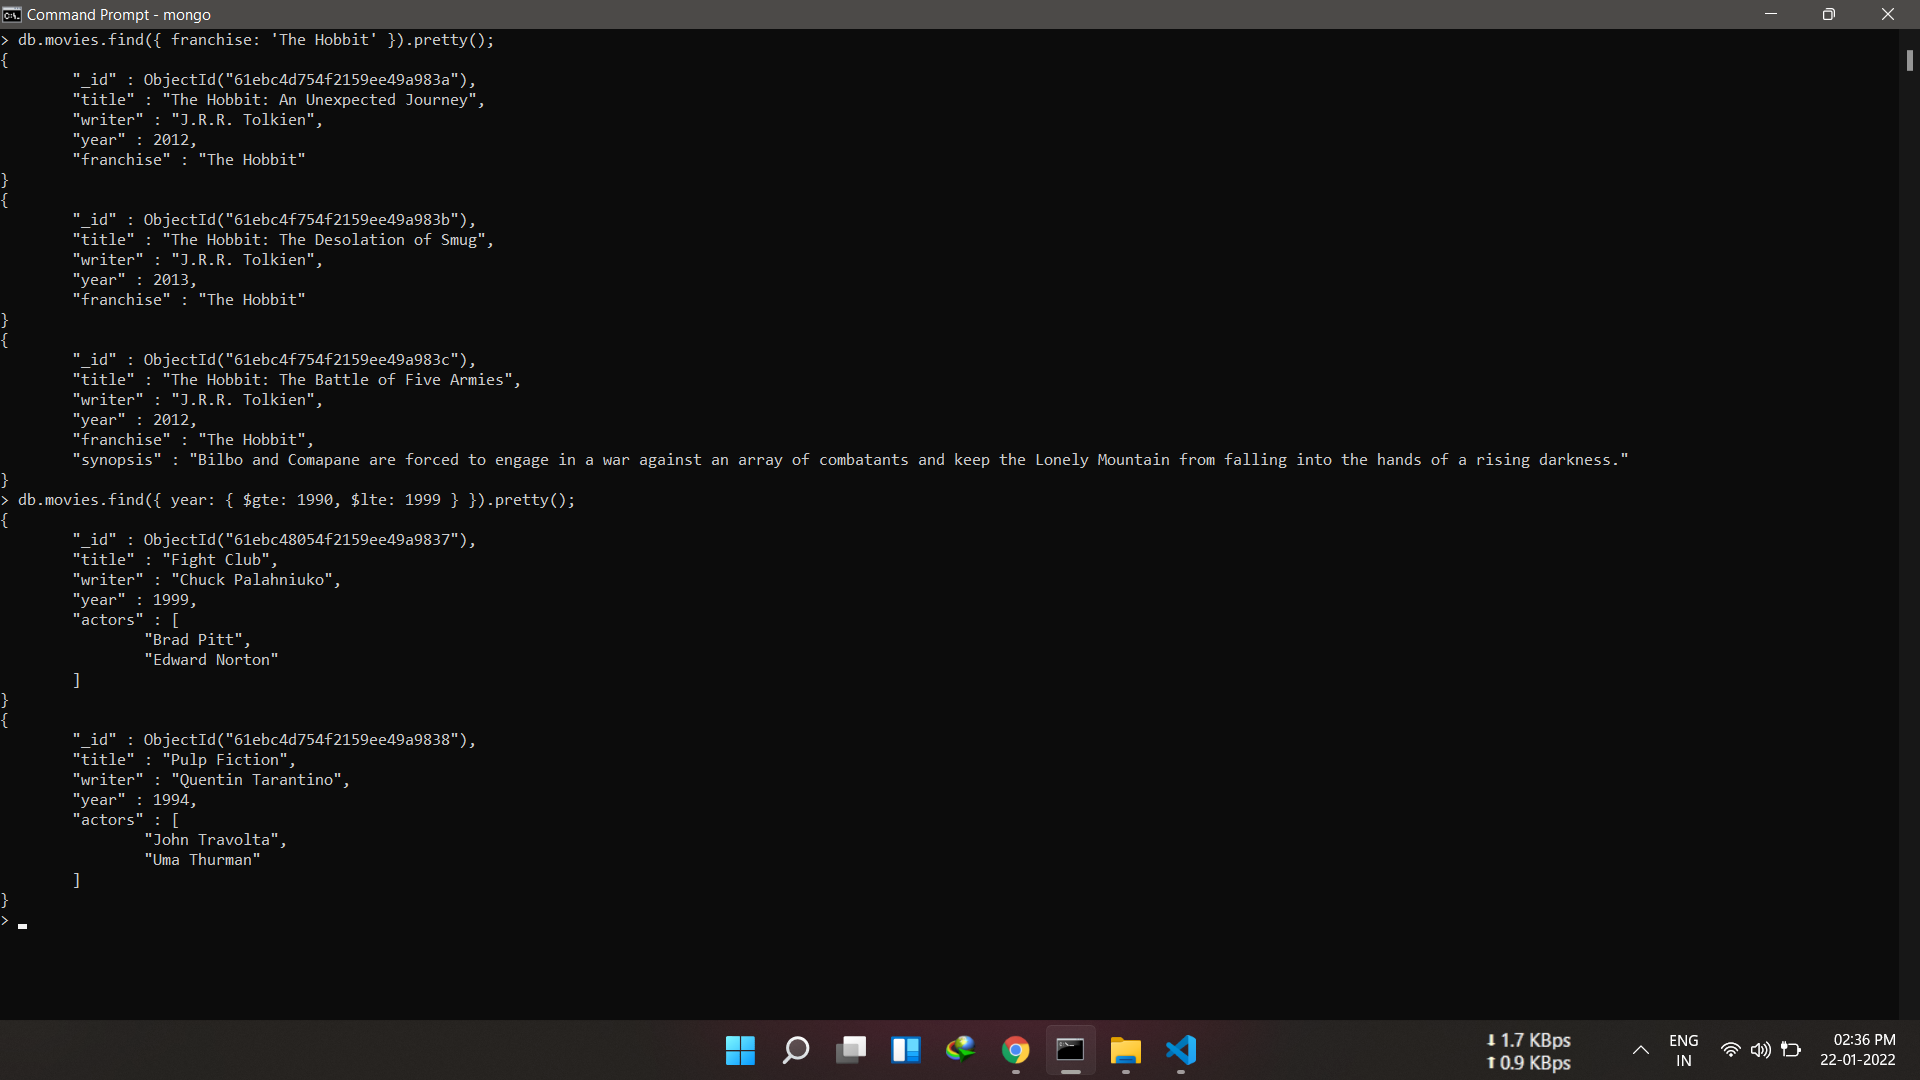 Command Prompt - mongo
> db.movies.find({ franchise: 'The Hobbit' }).pretty();
{
        "_id" : ObjectId("61ebc4d754f2159ee49a983a"),
        "title" : "The Hobbit: An Unexpected Journey",
        "writer" : "J.R.R. Tolkien",
        "year" : 2012,
        "franchise" : "The Hobbit"
}
{
        "_id" : ObjectId("61ebc4f754f2159ee49a983b"),
        "title" : "The Hobbit: The Desolation of Smug",
        "writer" : "J.R.R. Tolkien",
        "year" : 2013,
        "franchise" : "The Hobbit"
}
{
        "_id" : ObjectId("61ebc4f754f2159ee49a983c"),
        "title" : "The Hobbit: The Battle of Five Armies",
        "writer" : "J.R.R. Tolkien",
        "year" : 2012,
        "franchise" : "The Hobbit",
        "synopsis" : "Bilbo and Comapane are forced to engage in a war against an array of combatants and keep the Lonely Mountain from falling into the hands of a rising darkness."
}
> db.movies.find({ year: { $gte: 1990, $lte: 1999 } }).pretty();
{
        "_id" : ObjectId("61ebc48054f2159ee49a9837"),
        "title" : "Fight Club",
        "writer" : "Chuck Palahniuko",
        "year" : 1999,
        "actors" : [
                "Brad Pitt",
                "Edward Norton"
        ]
}
{
        "_id" : ObjectId("61ebc4d754f2159ee49a9838"),
        "title" : "Pulp Fiction",
        "writer" : "Quentin Tarantino",
        "year" : 1994,
        "actors" : [
                "John Travolta",
                "Uma Thurman"
        ]
}
>
1.7 KBps
0.9 KBps
ENG
IN
02:36 PM
22-01-2022